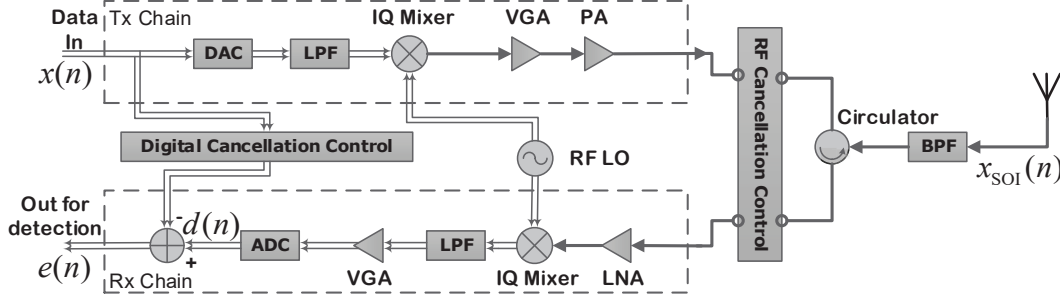 Data
In
x(n)
Tx Chain
DAC
LPF
IQ Mixer
VGA
PA
RF Cancellation Control
Circulator
BPF
x_SOI(n)
Digital Cancellation Control
RF LO
Out for
detection
e(n)
Rx Chain
-
d(n)
+
ADC
VGA
LPF
IQ Mixer
LNA